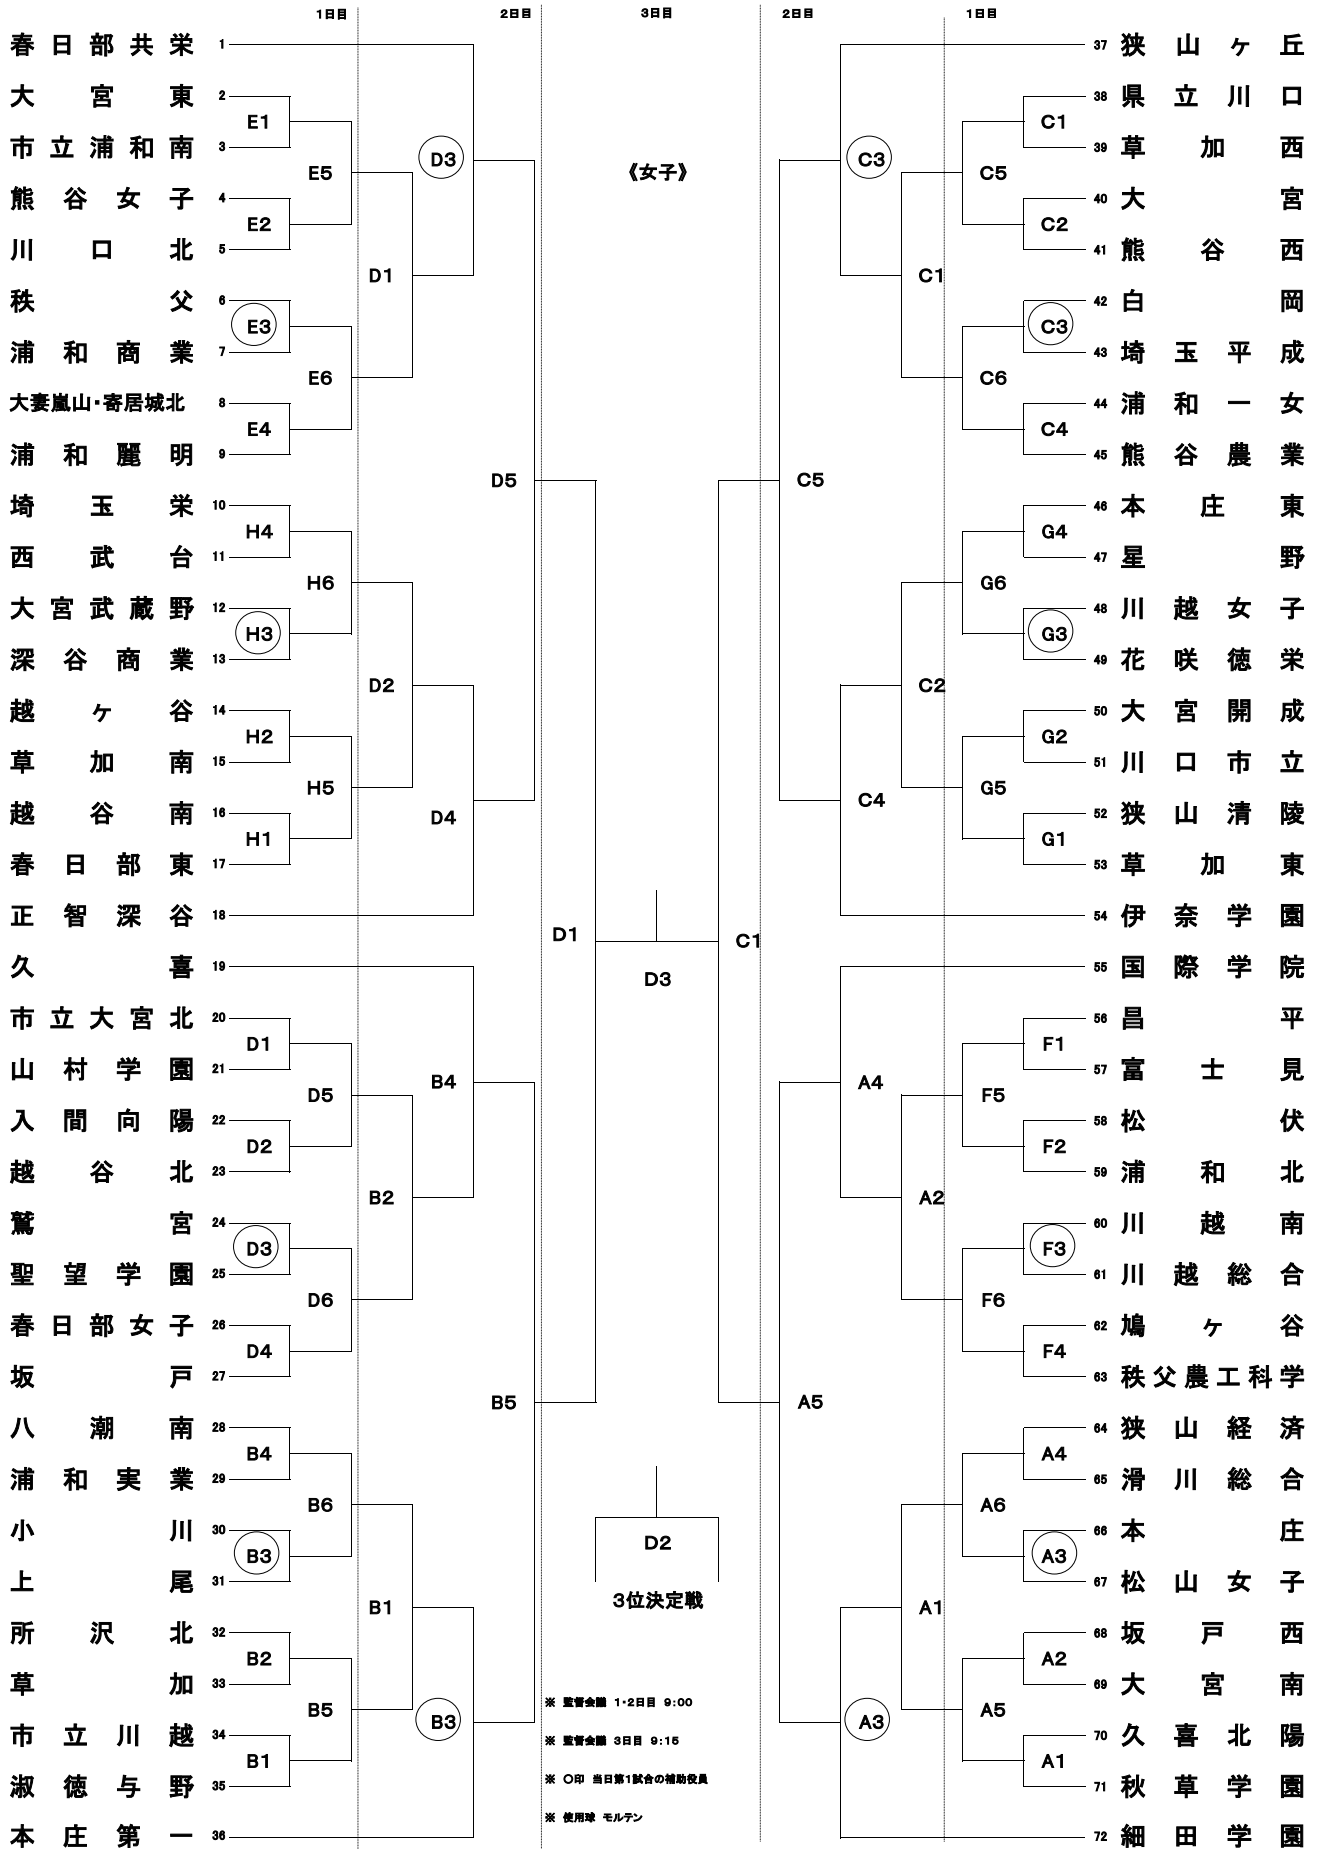 1日目 2日目 3日目 2日目 1日目
《女子》
春日部共栄 1
大宮東 2
E1
市立浦和南 3
E5
熊谷女子 4
E2
川口北 5
D3
D1
秩父 6
E3
浦和商業 7
E6
大妻嵐山・寄居城北 8
E4
浦和麗明 9
D5
埼玉栄 10
H4
西武台 11
H6
大宮武蔵野 12
H3
深谷商業 13
D2
越ヶ谷 14
H2
草加南 15
H5
越谷南 16
H1
春日部東 17
D4
正智深谷 18
D1
久喜 19
市立大宮北 20
D1
山村学園 21
B4
D5
入間向陽 22
D2
越谷北 23
B2
鷲宮 24
D3
聖望学園 25
D6
春日部女子 26
D4
坂戸 27
B5
八潮南 28
B4
浦和実業 29
B6
小川 30
B3
上尾 31
B1
所沢北 32
B2
草加 33
B5
市立川越 34
B1
淑徳与野 35
B3
本庄第一 36
D3
D2
3位決定戦
※ 監督会議 1・2日目 9:00
※ 監督会議 3日目 9:15
※ ○印 当日第1試合の補助役員
※ 使用球 モルテン
37 狭山ヶ丘
38 県立川口
C1
39 草加西
C3
C5
40 大宮
C2
41 熊谷西
C1
42 白岡
C3
43 埼玉平成
C6
44 浦和一女
C4
45 熊谷農業
C5
46 本庄東
G4
47 星野
G6
48 川越女子
G3
49 花咲徳栄
C2
50 大宮開成
G2
51 川口市立
G5
52 狭山清陵
G1
53 草加東
C4
54 伊奈学園
C1
55 国際学院
56 昌平
F1
57 富士見
A4
F5
58 松伏
F2
59 浦和北
A2
60 川越南
F3
61 川越総合
F6
62 鳩ヶ谷
F4
63 秩父農工科学
A5
64 狭山経済
A4
65 滑川総合
A6
66 本庄
A3
67 松山女子
A1
68 坂戸西
A2
69 大宮南
A5
70 久喜北陽
A1
71 秋草学園
A3
72 細田学園